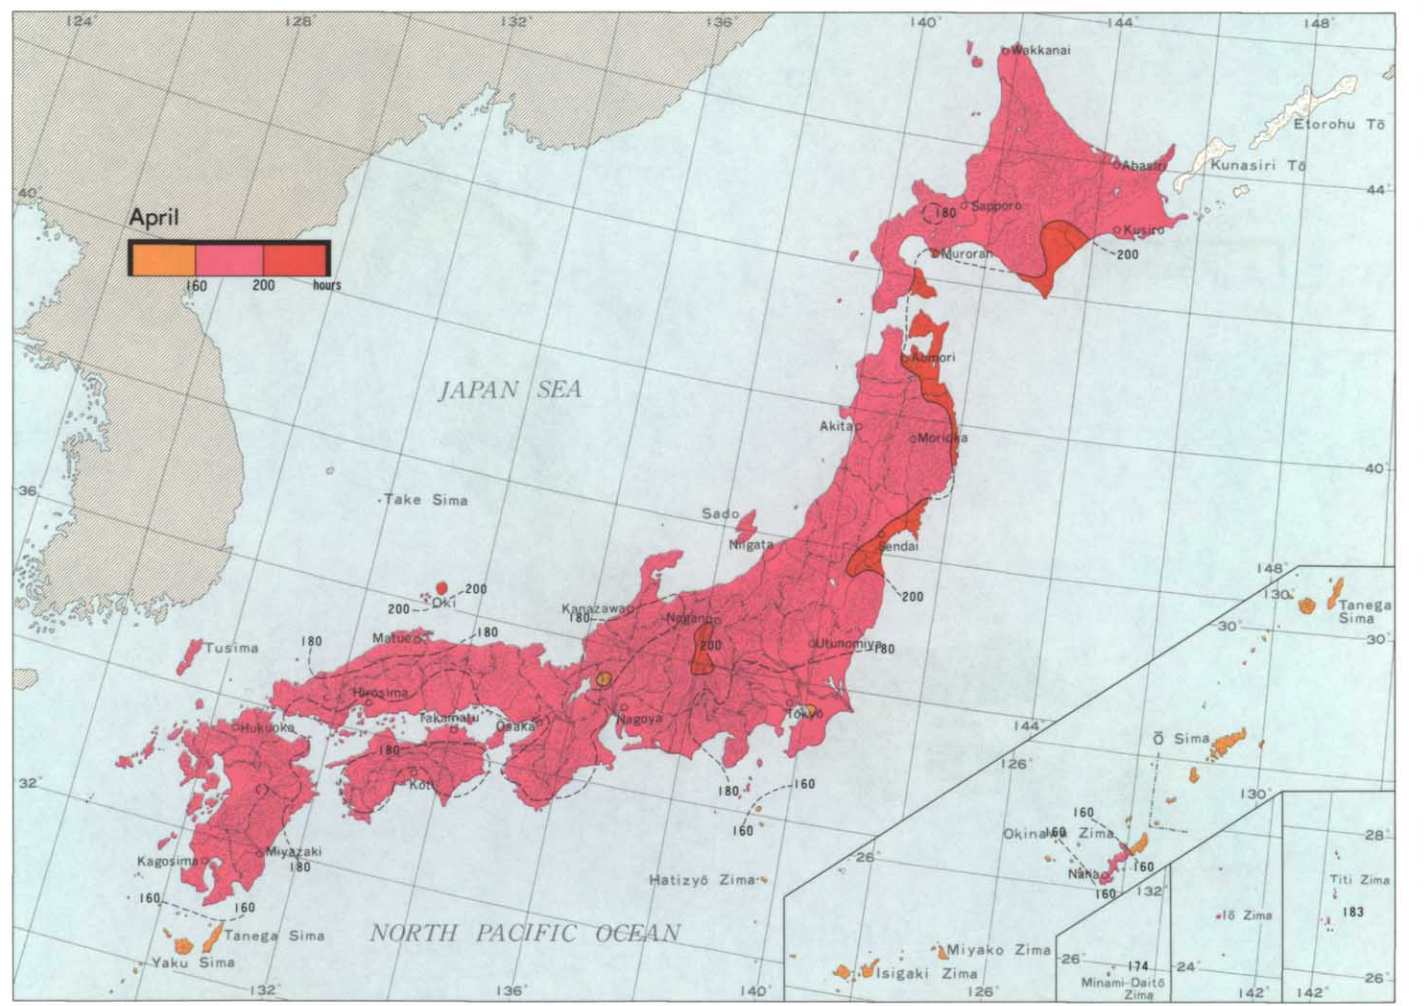 124°
128°
132°
136°
140°
144°
148°
Wakkanai
Etorohu Tō
Kunasiri Tō
Abasiri
44°
40°
April
Sapporo
180
Kusiro
200
Muroran
160 200 hours
Aomori
JAPAN SEA
Akita
Morioka
40°
36°
Take Sima
Sado
Niigata
Sendai
148°
200
Oki
200
200
130°
Tanega
Sima
Kanazawa
180
Nagano
30°
30°
Matue
180
180
200
Utunomiya
180
Tusima
Hirosima
Takamatu
Osaka
Nagoya
Tōkyō
Hukuoka
144°
Ō Sima
180
126°
Kōti
32°
180
160
130°
160
160
Okinawa Zima
160
28°
Miyazaki
Kagosima
180
26°
160
Naha
160
132°
Titi Zima
Hatizyō Zima
183
160
160
Iō Zima
Tanega Sima
NORTH PACIFIC OCEAN
Yaku Sima
Miyako Zima
Isigaki Zima
26°
174
24°
Minami-Daitō
Zima
26°
132°
136°
140°
126°
142°
142°